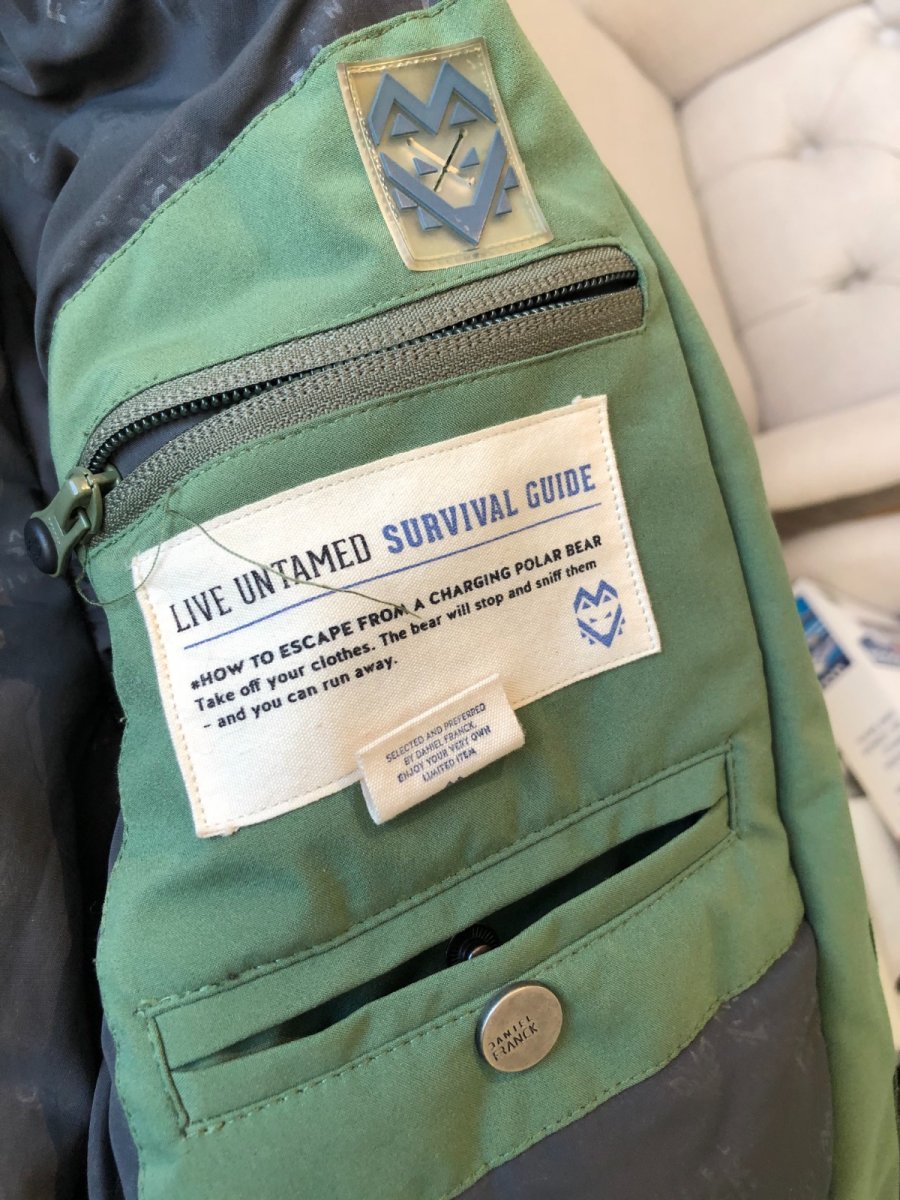 LIVE UNTAMED SURVIVAL GUIDE
*HOW TO ESCAPE FROM A CHARGING POLAR BEAR
Take off your clothes. The bear will stop and sniff them
– and you can run away.
SELECTED AND PREFERRED
BY DANIEL FRANCK.
ENJOY YOUR VERY OWN
LIMITED ITEM
DANIEL
FRANCK